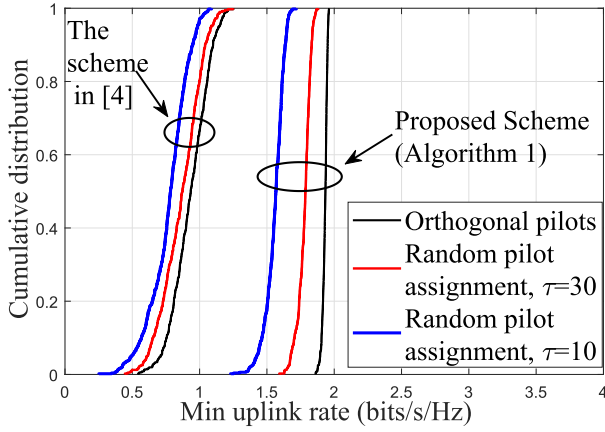 1
0.8
0.6
0.4
0.2
0
Cumulative distribution
The
scheme
in [4]
Proposed Scheme
(Algorithm 1)
Orthogonal pilots
Random pilot
assignment, τ=30
Random pilot
assignment, τ=10
0 0.5 1 1.5 2 2.5 3 3.5 4
Min uplink rate (bits/s/Hz)